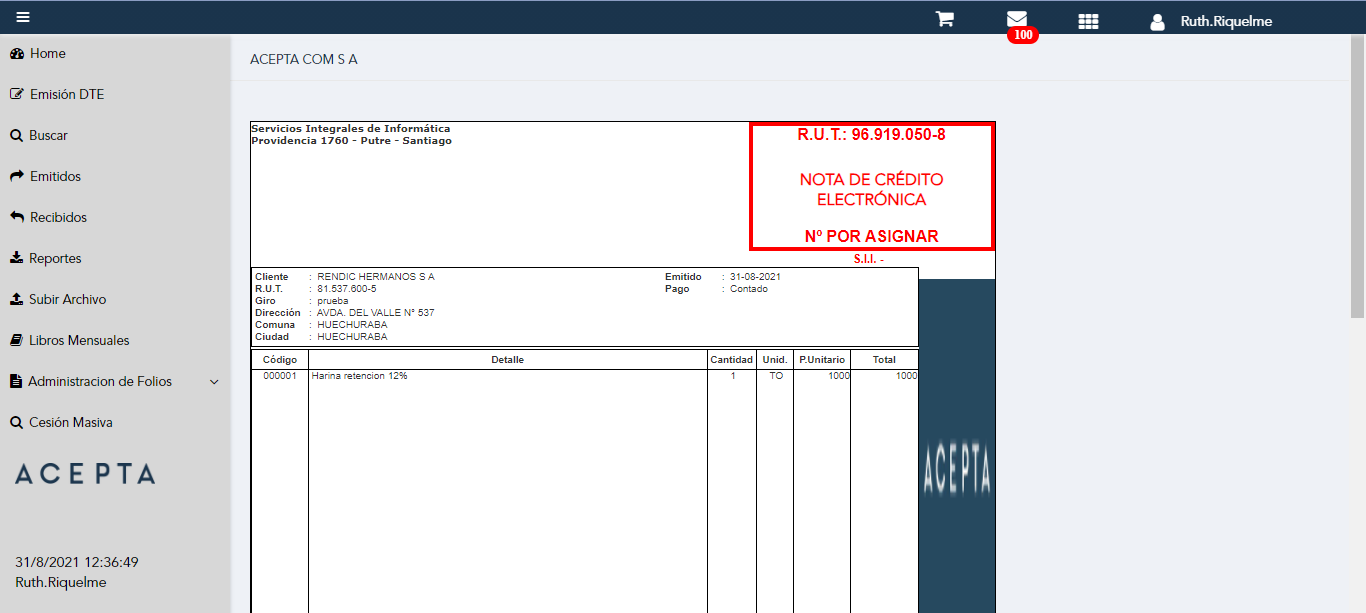 Ruth.Riquelme
100
Home
Emisión DTE
Buscar
Emitidos
Recibidos
Reportes
Subir Archivo
Libros Mensuales
Administracion de Folios
Cesión Masiva
ACEPTA
31/8/2021 12:36:49
Ruth.Riquelme
ACEPTA COM S A
Servicios Integrales de Informática
Providencia 1760 - Putre - Santiago
R.U.T.: 96.919.050-8
NOTA DE CRÉDITO
ELECTRÓNICA
Nº POR ASIGNAR
S.I.I. -
Cliente : RENDIC HERMANOS S A Emitido : 31-08-2021
R.U.T. : 81.537.600-5 Pago : Contado
Giro : prueba
Dirección : AVDA. DEL VALLE N° 537
Comuna : HUECHURABA
Ciudad : HUECHURABA
Código Detalle Cantidad Unid. P.Unitario Total
000001 Harina retencion 12% 1 TO 1000 1000
ACEPTA